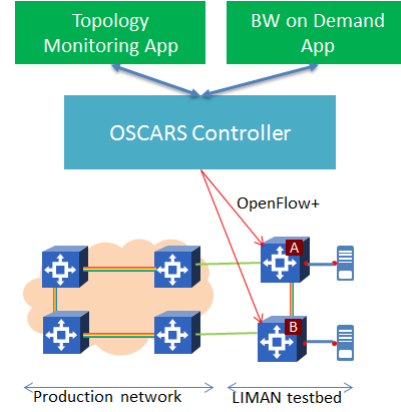 Topology
Monitoring App
BW on Demand
App
OSCARS Controller
OpenFlow+
A
B
Production network
LIMAN testbed